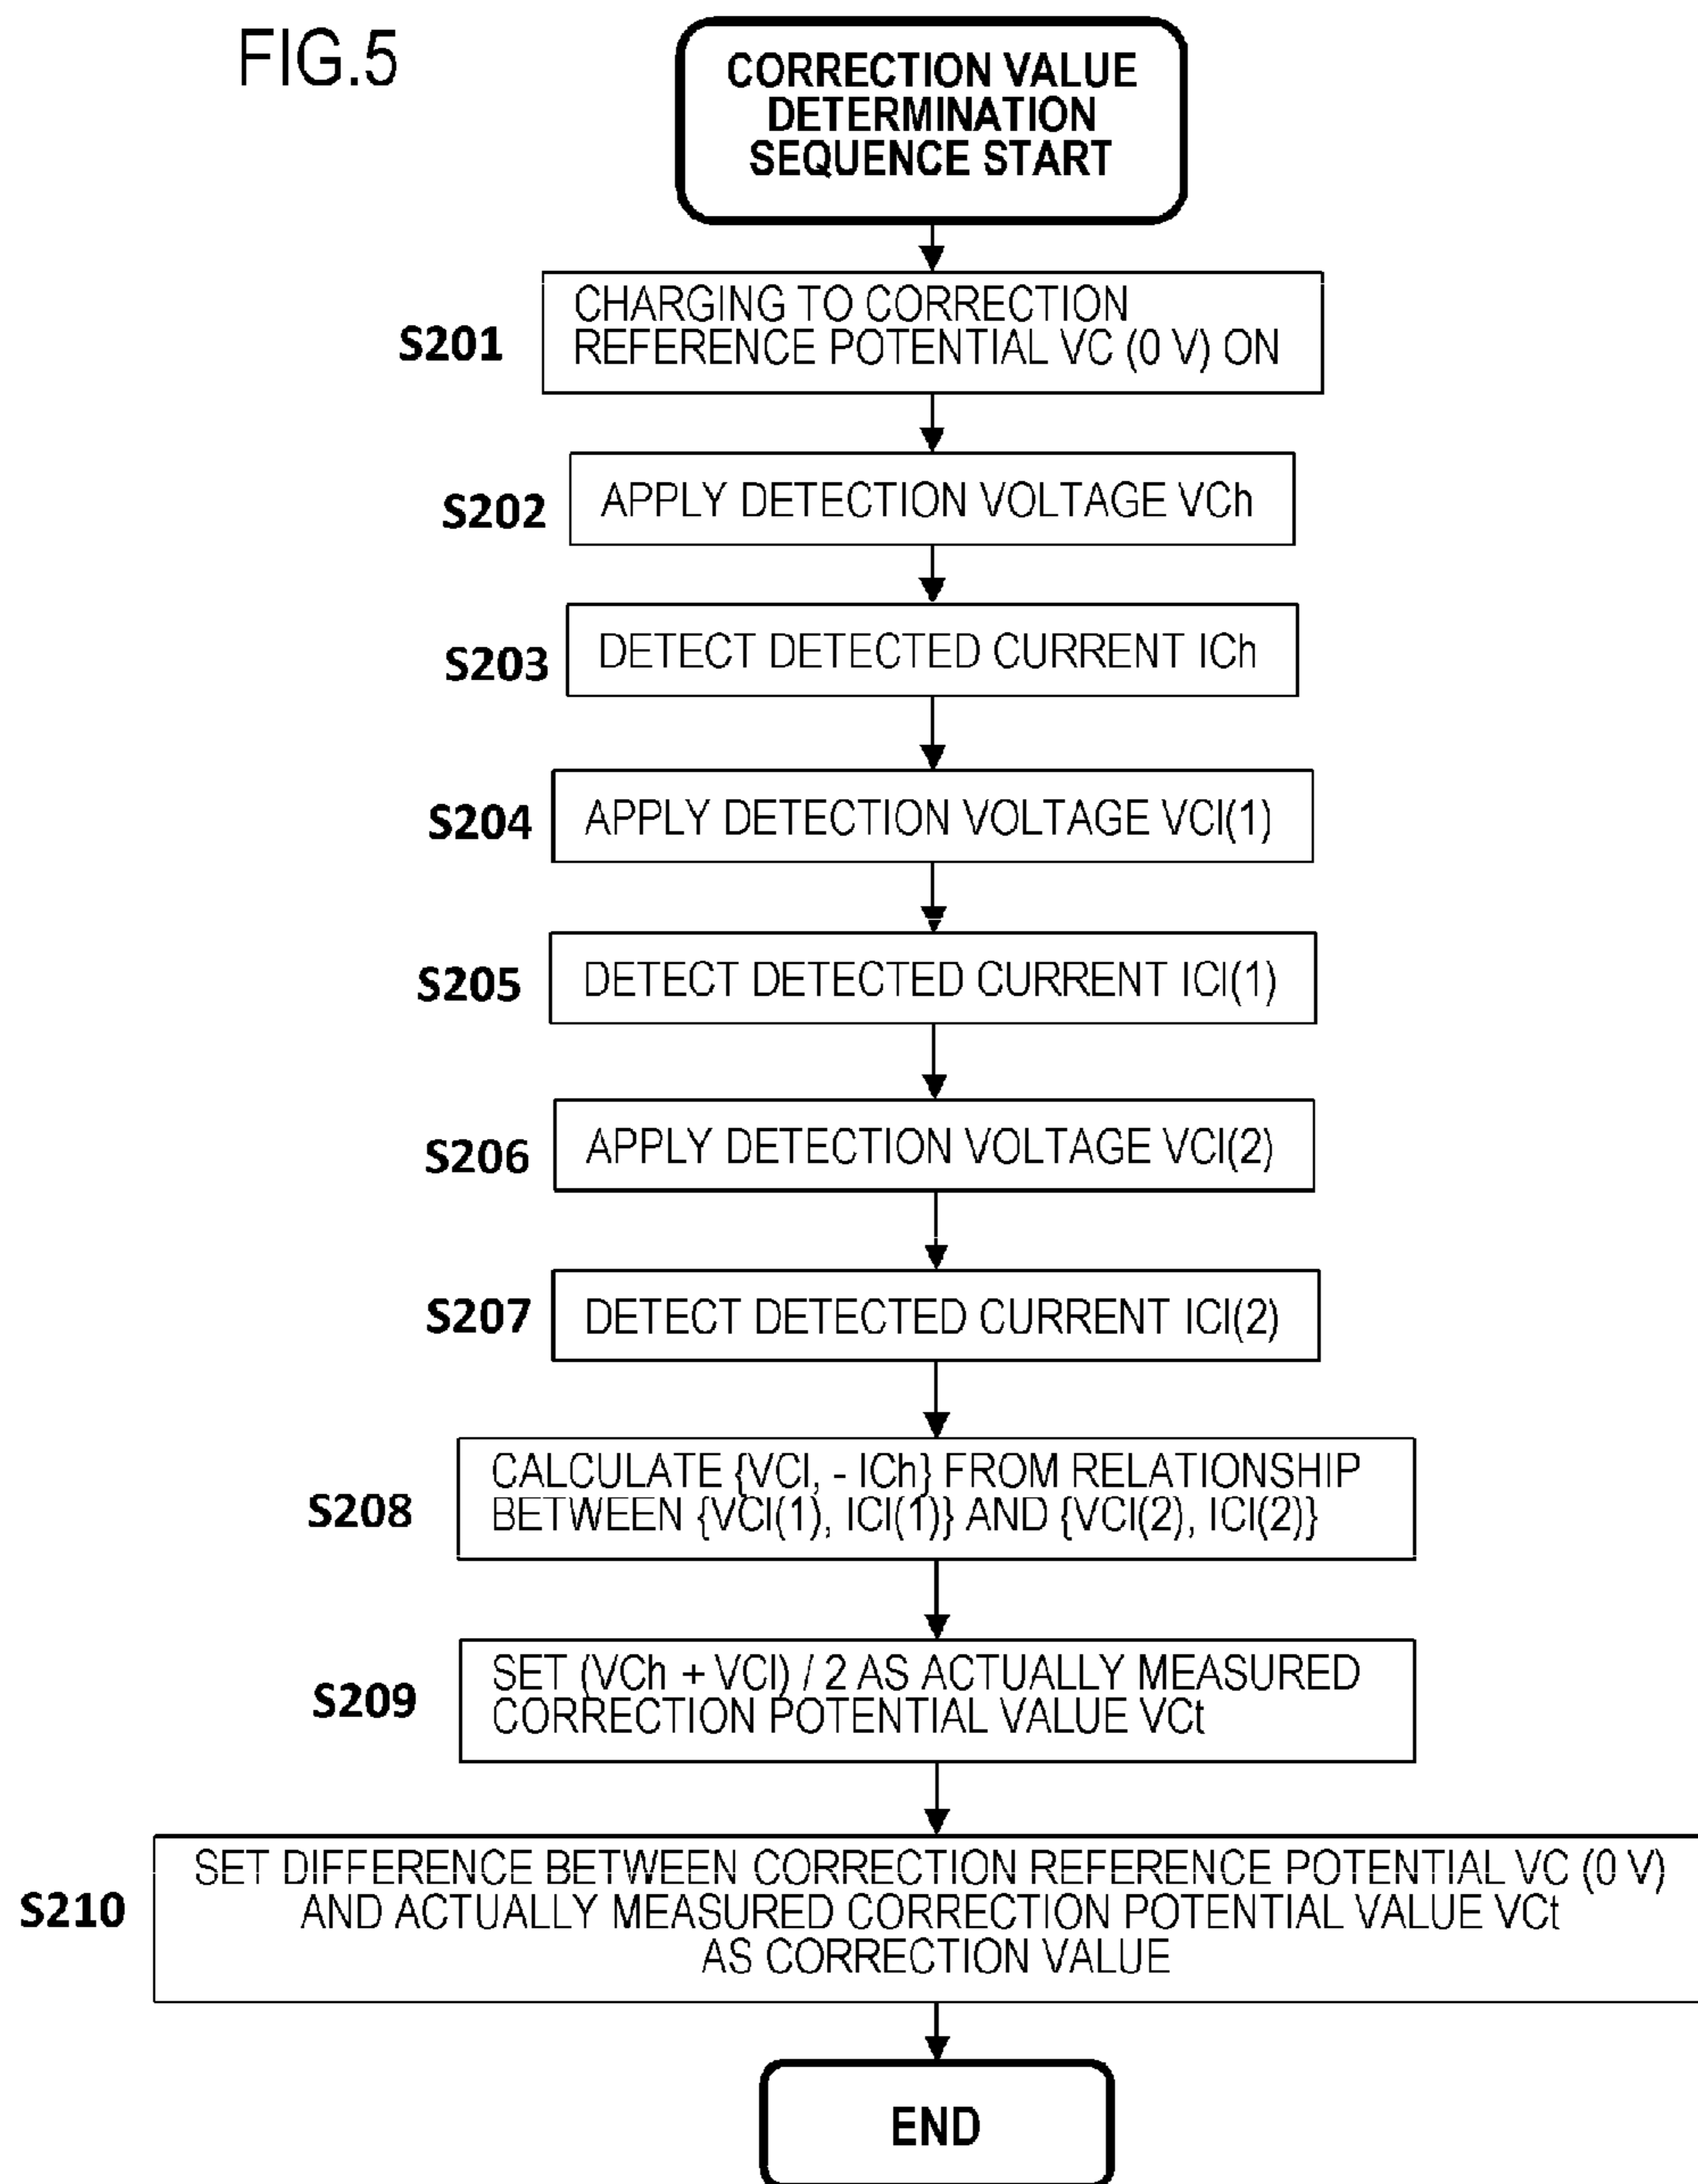 FIG.5
CORRECTION VALUE
DETERMINATION
SEQUENCE START
S201
CHARGING TO CORRECTION
REFERENCE POTENTIAL VC (0 V) ON
S202
APPLY DETECTION VOLTAGE VCh
S203
DETECT DETECTED CURRENT ICh
S204
APPLY DETECTION VOLTAGE VCl(1)
S205
DETECT DETECTED CURRENT ICl(1)
S206
APPLY DETECTION VOLTAGE VCl(2)
S207
DETECT DETECTED CURRENT ICl(2)
S208
CALCULATE {VCl, - ICh} FROM RELATIONSHIP
BETWEEN {VCl(1), ICl(1)} AND {VCl(2), ICl(2)}
S209
SET (VCh + VCl) / 2 AS ACTUALLY MEASURED
CORRECTION POTENTIAL VALUE VCt
S210
SET DIFFERENCE BETWEEN CORRECTION REFERENCE POTENTIAL VC (0 V)
AND ACTUALLY MEASURED CORRECTION POTENTIAL VALUE VCt
AS CORRECTION VALUE
END